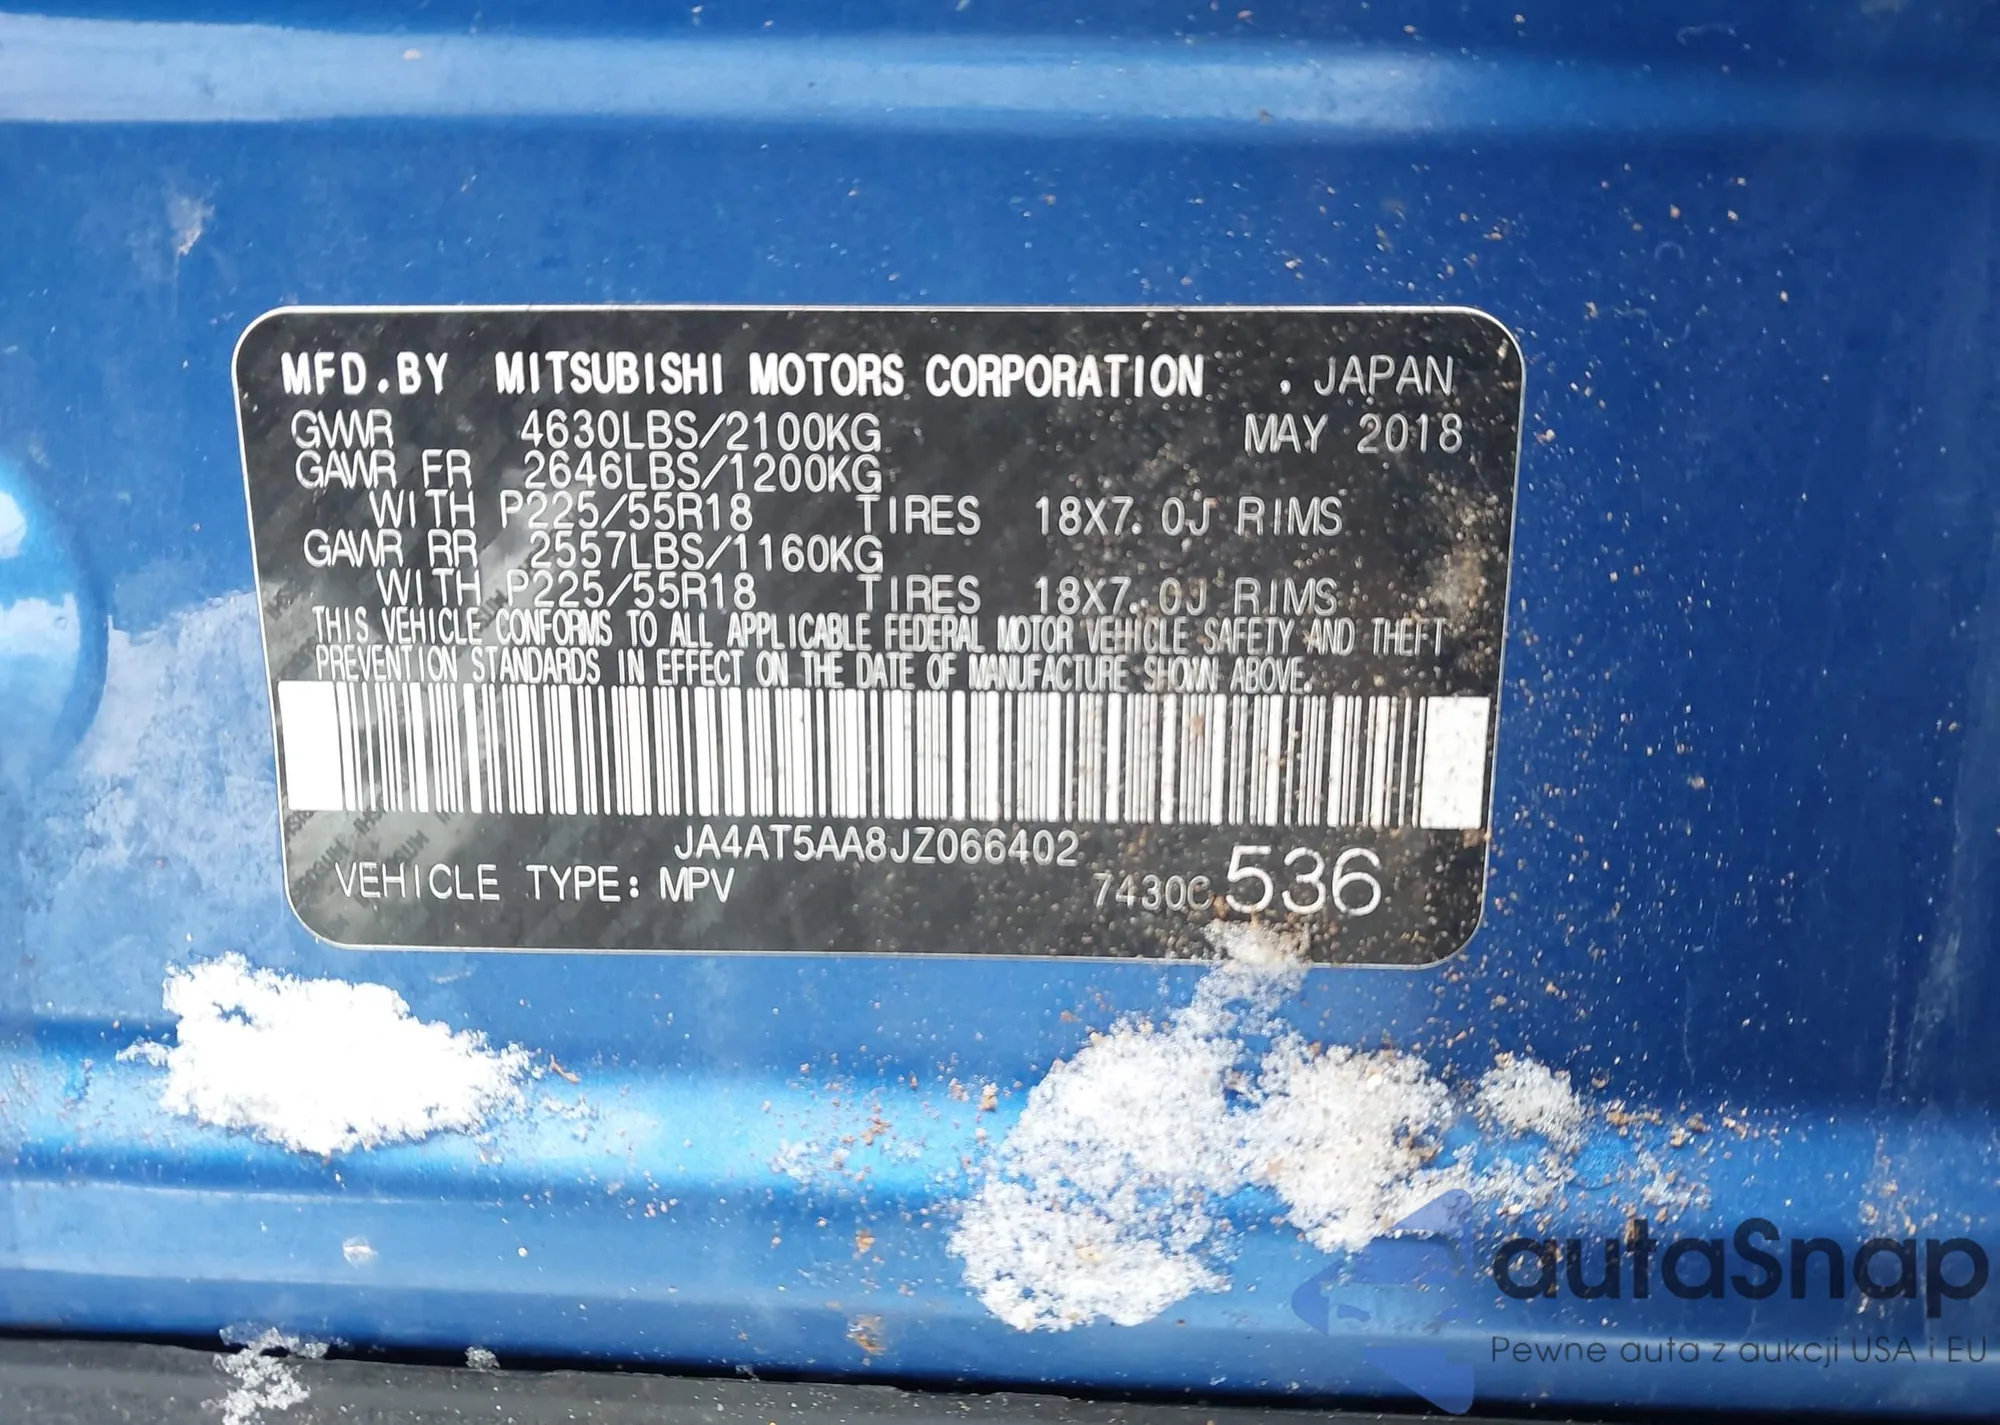 MFD.BY MITSUBISHI MOTORS CORPORATION . JAPAN
GVWR 4630LBS/2100KG MAY 2018
GAWR FR 2646LBS/1200KG
WITH P225/55R18 TIRES 18X7.0J RIMS
GAWR RR 2557LBS/1160KG
WITH P225/55R18 TIRES 18X7.0J RIMS
THIS VEHICLE CONFORMS TO ALL APPLICABLE FEDERAL MOTOR VEHICLE SAFETY AND THEFT
PREVENTION STANDARDS IN EFFECT ON THE DATE OF MANUFACTURE SHOWN ABOVE.
JA4AT5AA8JZ066402
VEHICLE TYPE: MPV 7430C 536
autaSnap
Pewne auta z aukcji USA i EU